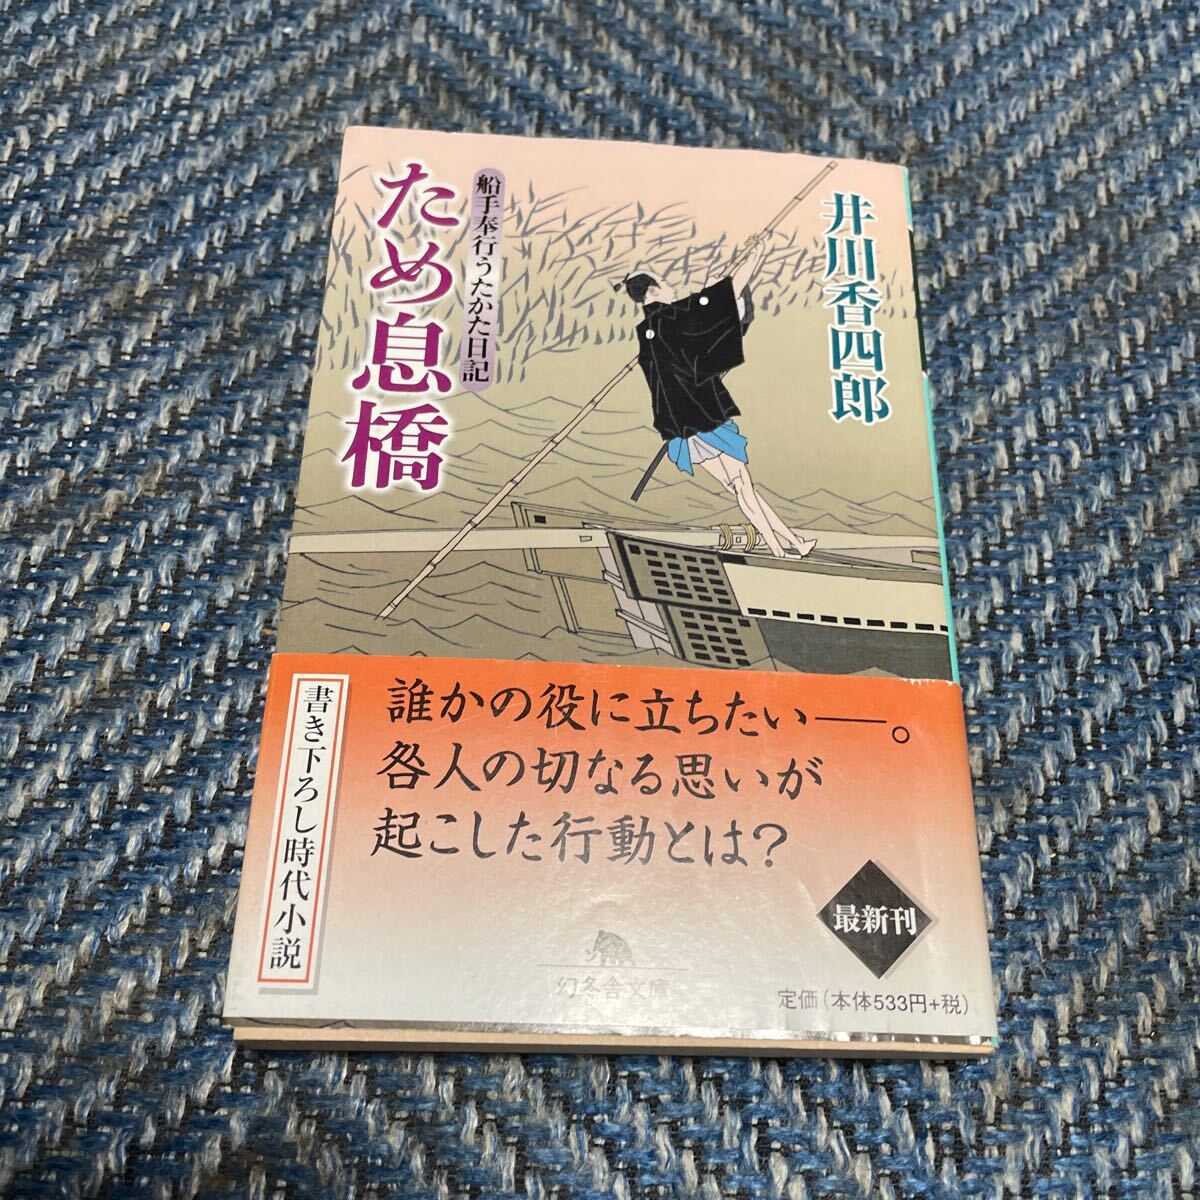 井川香四郎
船手奉行うたかた日記
ため息橋
誰かの役に立ちたい――。
各人の切なる思いが
起こした行動とは?
書き下ろし時代小説
最新刊
幻冬舎文庫
定価(本体533円+税)